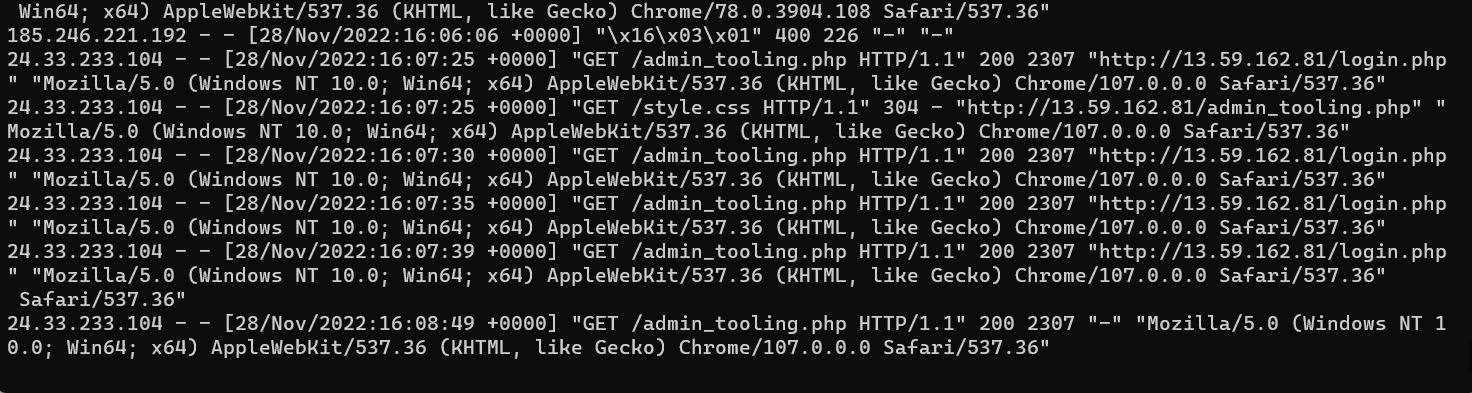 Win64; x64) AppleWebKit/537.36 (KHTML, like Gecko) Chrome/78.0.3904.108 Safari/537.36"
185.246.221.192 - - [28/Nov/2022:16:06:06 +0000] "\x16\x03\x01" 400 226 "-" "-"
24.33.233.104 - - [28/Nov/2022:16:07:25 +0000] "GET /admin_tooling.php HTTP/1.1" 200 2307 "http://13.59.162.81/login.php
" "Mozilla/5.0 (Windows NT 10.0; Win64; x64) AppleWebKit/537.36 (KHTML, like Gecko) Chrome/107.0.0.0 Safari/537.36"
24.33.233.104 - - [28/Nov/2022:16:07:25 +0000] "GET /style.css HTTP/1.1" 304 - "http://13.59.162.81/admin_tooling.php" "
Mozilla/5.0 (Windows NT 10.0; Win64; x64) AppleWebKit/537.36 (KHTML, like Gecko) Chrome/107.0.0.0 Safari/537.36"
24.33.233.104 - - [28/Nov/2022:16:07:30 +0000] "GET /admin_tooling.php HTTP/1.1" 200 2307 "http://13.59.162.81/login.php
" "Mozilla/5.0 (Windows NT 10.0; Win64; x64) AppleWebKit/537.36 (KHTML, like Gecko) Chrome/107.0.0.0 Safari/537.36"
24.33.233.104 - - [28/Nov/2022:16:07:35 +0000] "GET /admin_tooling.php HTTP/1.1" 200 2307 "http://13.59.162.81/login.php
" "Mozilla/5.0 (Windows NT 10.0; Win64; x64) AppleWebKit/537.36 (KHTML, like Gecko) Chrome/107.0.0.0 Safari/537.36"
24.33.233.104 - - [28/Nov/2022:16:07:39 +0000] "GET /admin_tooling.php HTTP/1.1" 200 2307 "http://13.59.162.81/login.php
" "Mozilla/5.0 (Windows NT 10.0; Win64; x64) AppleWebKit/537.36 (KHTML, like Gecko) Chrome/107.0.0.0 Safari/537.36"
Safari/537.36"
24.33.233.104 - - [28/Nov/2022:16:08:49 +0000] "GET /admin_tooling.php HTTP/1.1" 200 2307 "-" "Mozilla/5.0 (Windows NT 1
0.0; Win64; x64) AppleWebKit/537.36 (KHTML, like Gecko) Chrome/107.0.0.0 Safari/537.36"